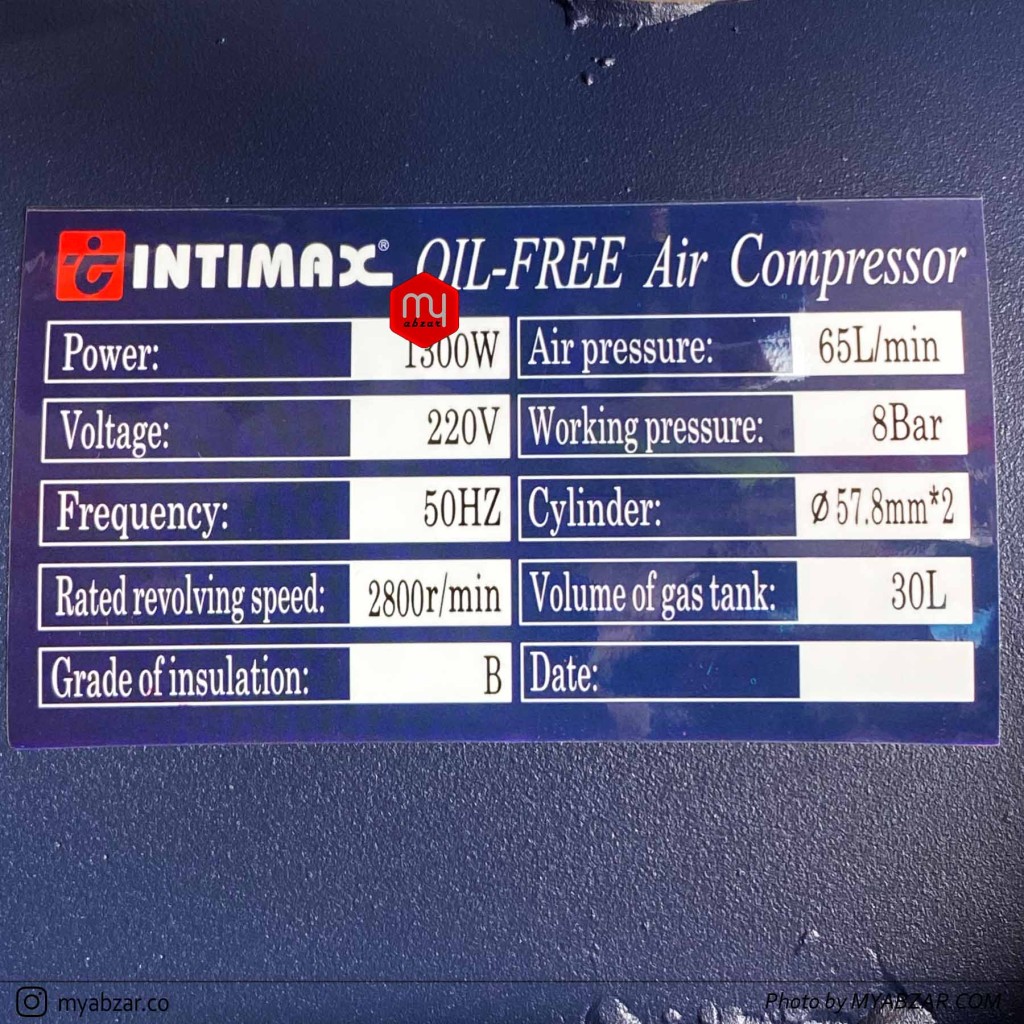 INTIMAX® OIL-FREE Air Compressor
my
abzar
Power: 1300W
Air pressure: 65L/min
Voltage: 220V
Working pressure: 8Bar
Frequency: 50HZ
Cylinder: Ø57.8mm*2
Rated revolving speed: 2800r/min
Volume of gas tank: 30L
Grade of insulation: B
Date:
myabzar.co
Photo by MYABZAR.COM